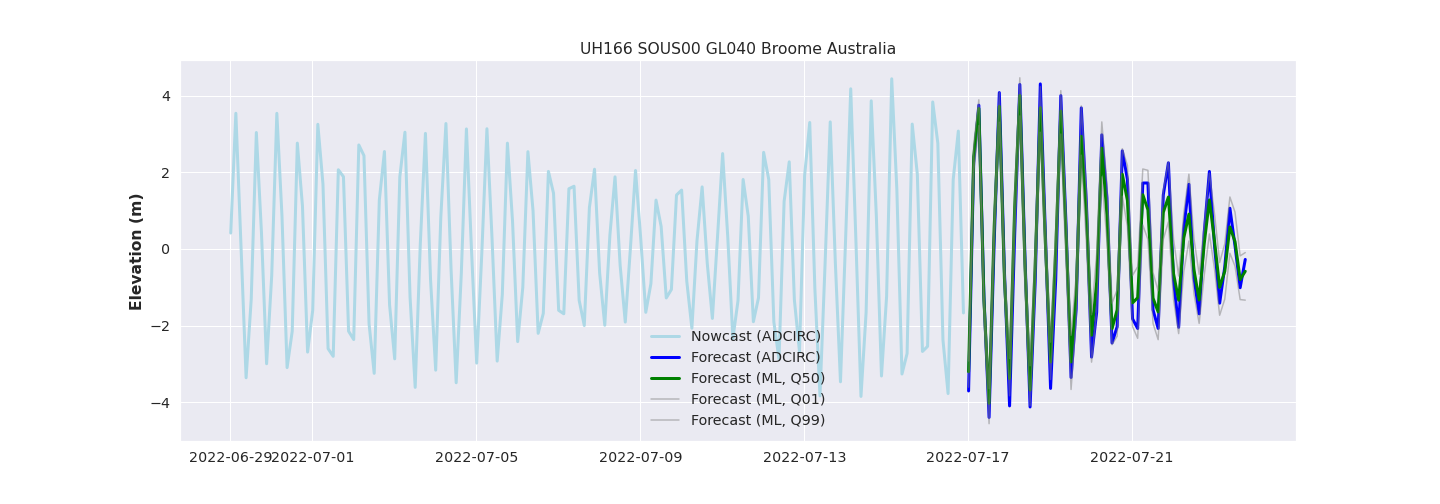 UH166 SOUS00 GL040 Broome Australia
Elevation (m)
4
2
0
−2
−4
Nowcast (ADCIRC)
Forecast (ADCIRC)
Forecast (ML, Q50)
Forecast (ML, Q01)
Forecast (ML, Q99)
2022-06-29 2022-07-01 2022-07-05 2022-07-09 2022-07-13 2022-07-17 2022-07-21